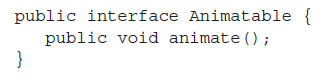 public interface Animatable {
   public void animate();
}